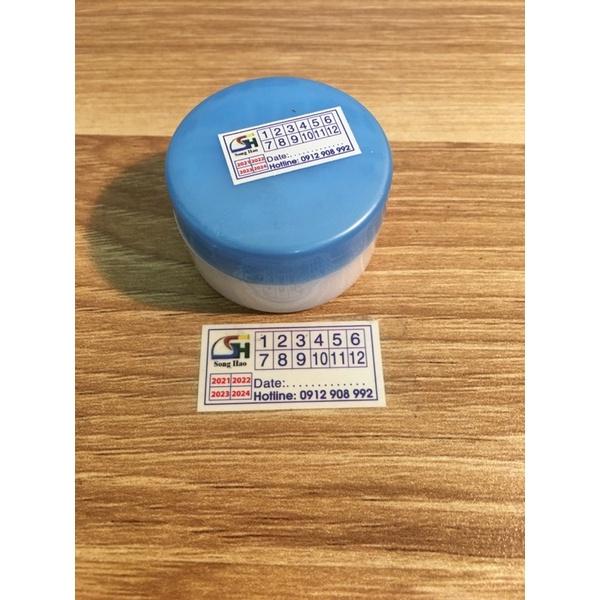 SH
Song Hao
1 2 3 4 5 6
7 8 9 10 11 12
2021 2022
2023 2024
Date:. . . . . . . . . . . .
Hotline: 0912 908 992
SH
Song Hao
1 2 3 4 5 6
7 8 9 10 11 12
2021 2022
2023 2024
Date:. . . . . . . . . . . . .
Hotline: 0912 908 992